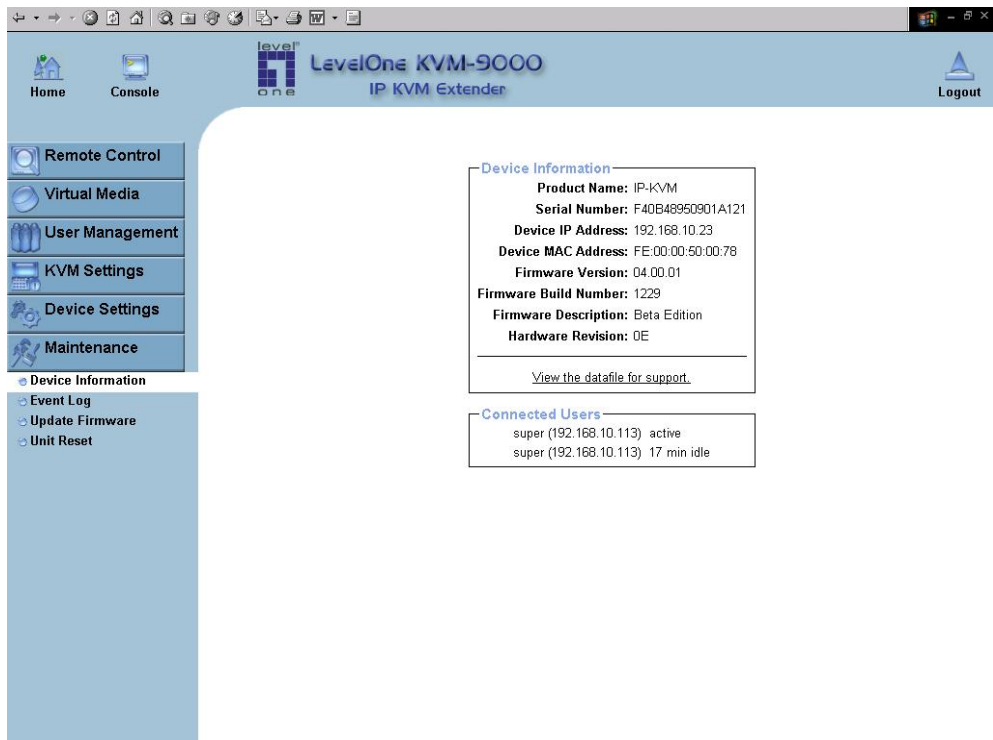 level
one
LevelOne KVM-9000
IP KVM Extender
Home
Console
Logout
Remote Control
Virtual Media
User Management
KVM Settings
Device Settings
Maintenance
Device Information
Event Log
Update Firmware
Unit Reset
Device Information
Product Name: IP-KVM
Serial Number: F40B48950901A121
Device IP Address: 192.168.10.23
Device MAC Address: FE:00:00:50:00:78
Firmware Version: 04.00.01
Firmware Build Number: 1229
Firmware Description: Beta Edition
Hardware Revision: 0E
View the datafile for support.
Connected Users
super (192.168.10.113) active
super (192.168.10.113) 17 min idle